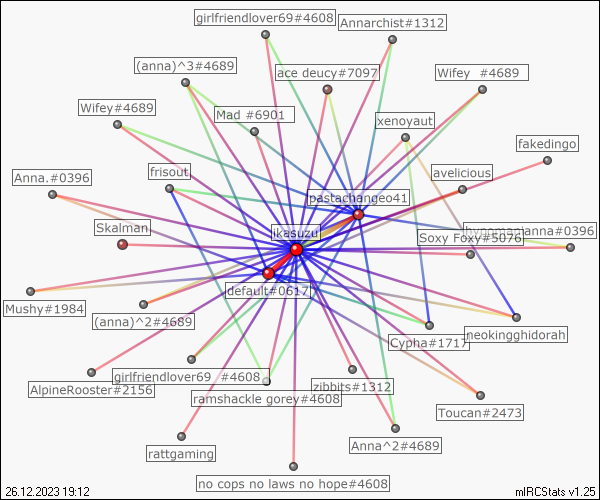 girlfriendlover69#4608
Annarchist#1312
(anna)^3#4689
ace deucy#7097
Wifey #4689
Wifey#4689
Mad #6901
xenoyaut
fakedingo
Anna.#0396
frisout
avelicious
pastachangeo41
Skalman
ikasuzu
hypomanianna#0396
Soxy Foxy#5076
default#0617
Mushy#1984
(anna)^2#4689
Cypha#1717
neokingghidorah
girlfriendlover69 #4608
AlpineRooster#2156
ramshackle gorey#4608
zibbits#1312
Toucan#2473
Anna^2#4689
rattgaming
no cops no laws no hope#4608
26.12.2023 19:12
mIRCStats v1.25